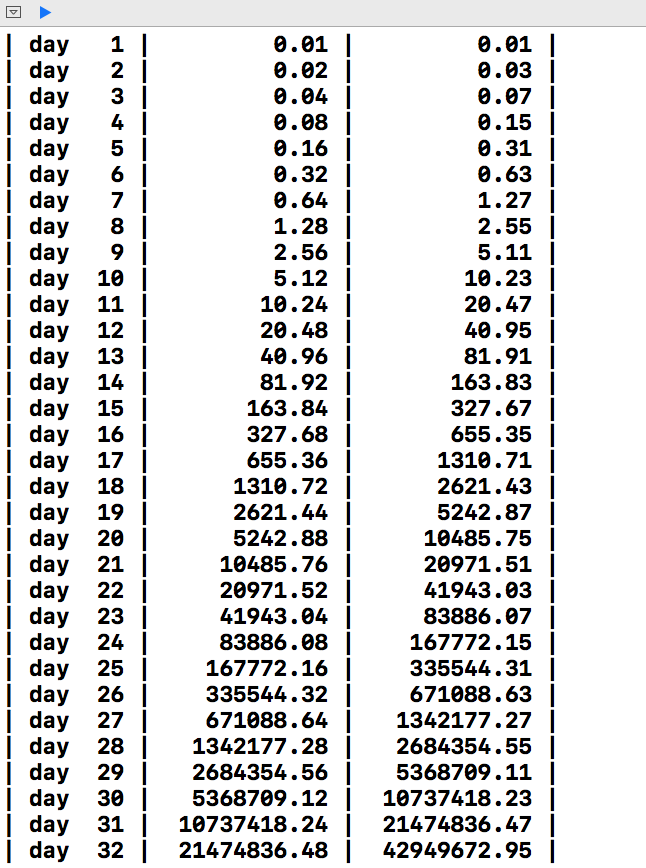 | day 1 | 0.01 | 0.01 |
| day 2 | 0.02 | 0.03 |
| day 3 | 0.04 | 0.07 |
| day 4 | 0.08 | 0.15 |
| day 5 | 0.16 | 0.31 |
| day 6 | 0.32 | 0.63 |
| day 7 | 0.64 | 1.27 |
| day 8 | 1.28 | 2.55 |
| day 9 | 2.56 | 5.11 |
| day 10 | 5.12 | 10.23 |
| day 11 | 10.24 | 20.47 |
| day 12 | 20.48 | 40.95 |
| day 13 | 40.96 | 81.91 |
| day 14 | 81.92 | 163.83 |
| day 15 | 163.84 | 327.67 |
| day 16 | 327.68 | 655.35 |
| day 17 | 655.36 | 1310.71 |
| day 18 | 1310.72 | 2621.43 |
| day 19 | 2621.44 | 5242.87 |
| day 20 | 5242.88 | 10485.75 |
| day 21 | 10485.76 | 20971.51 |
| day 22 | 20971.52 | 41943.03 |
| day 23 | 41943.04 | 83886.07 |
| day 24 | 83886.08 | 167772.15 |
| day 25 | 167772.16 | 335544.31 |
| day 26 | 335544.32 | 671088.63 |
| day 27 | 671088.64 | 1342177.27 |
| day 28 | 1342177.28 | 2684354.55 |
| day 29 | 2684354.56 | 5368709.11 |
| day 30 | 5368709.12 | 10737418.23 |
| day 31 | 10737418.24 | 21474836.47 |
| day 32 | 21474836.48 | 42949672.95 |